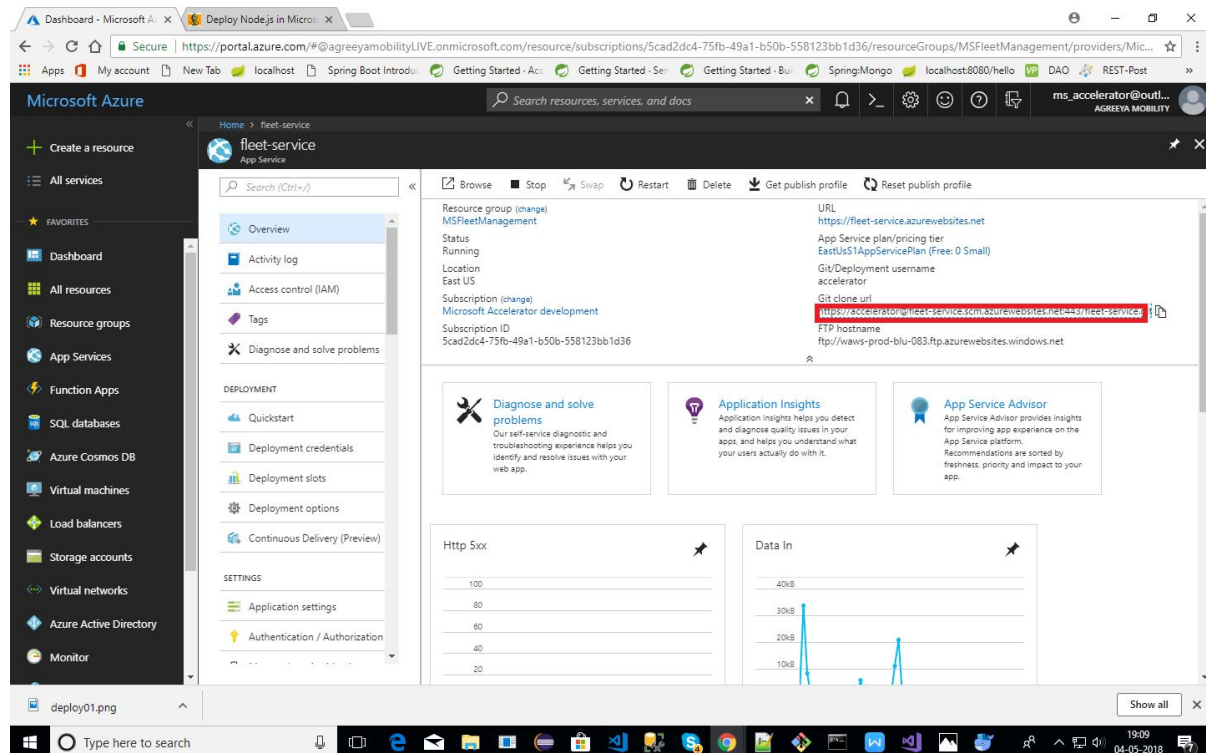 Dashboard - Microsoft A
Deploy Node.js in Micros
Secure
https://portal.azure.com/#@agreeyamobilityLIVE.onmicrosoft.com/resource/subscriptions/5cad2dc4-75fb-49a1-b50b-558123bb1d36/resourceGroups/MSFleetManagement/providers/Mic...
Apps
My account
New Tab
localhost
Spring Boot Introdu
Getting Started · Acc
Getting Started · Ser
Getting Started · Bui
Spring:Mongo
localhost:8080/hello
VP
DAO
REST-Post
»
Microsoft Azure
Search resources, services, and docs
ms_accelerator@outl...
AGREEYA MOBILITY
Create a resource
All services
FAVORITES
Dashboard
All resources
Resource groups
App Services
Function Apps
SQL databases
Azure Cosmos DB
Virtual machines
Load balancers
Storage accounts
Virtual networks
Azure Active Directory
Monitor
Home > fleet-service
fleet-service
App Service
Search (Ctrl+/)
Overview
Activity log
Access control (IAM)
Tags
Diagnose and solve problems
DEPLOYMENT
Quickstart
Deployment credentials
Deployment slots
Deployment options
Continuous Delivery (Preview)
SETTINGS
Application settings
Authentication / Authorization
Browse
Stop
Swap
Restart
Delete
Get publish profile
Reset publish profile
Resource group (change)
MSFleetManagement
Status
Running
Location
East US
Subscription (change)
Microsoft Accelerator development
Subscription ID
5cad2dc4-75fb-49a1-b50b-558123bb1d36
URL
https://fleet-service.azurewebsites.net
App Service plan/pricing tier
EastUsS1AppServicePlan (Free: 0 Small)
Git/Deployment username
accelerator
Git clone url
https://accelerator@fleet-service.scm.azurewebsites.net:443/fleet-service.
FTP hostname
ftp://waws-prod-blu-083.ftp.azurewebsites.windows.net
Diagnose and solve
problems
Our self-service diagnostic and
troubleshooting experience helps you
identify and resolve issues with your
web app.
Application Insights
Application Insights helps you detect
and diagnose quality issues in your
apps, and helps you understand what
your users actually do with it.
App Service Advisor
App Service Advisor provides insights
for improving app experience on the
App Service platform.
Recommendations are sorted by
freshness, priority and impact to your
app.
Http 5xx
100
80
60
40
20
Data In
40kB
30kB
20kB
10kB
deploy01.png
Show all
Type here to search
19:09
04-05-2018